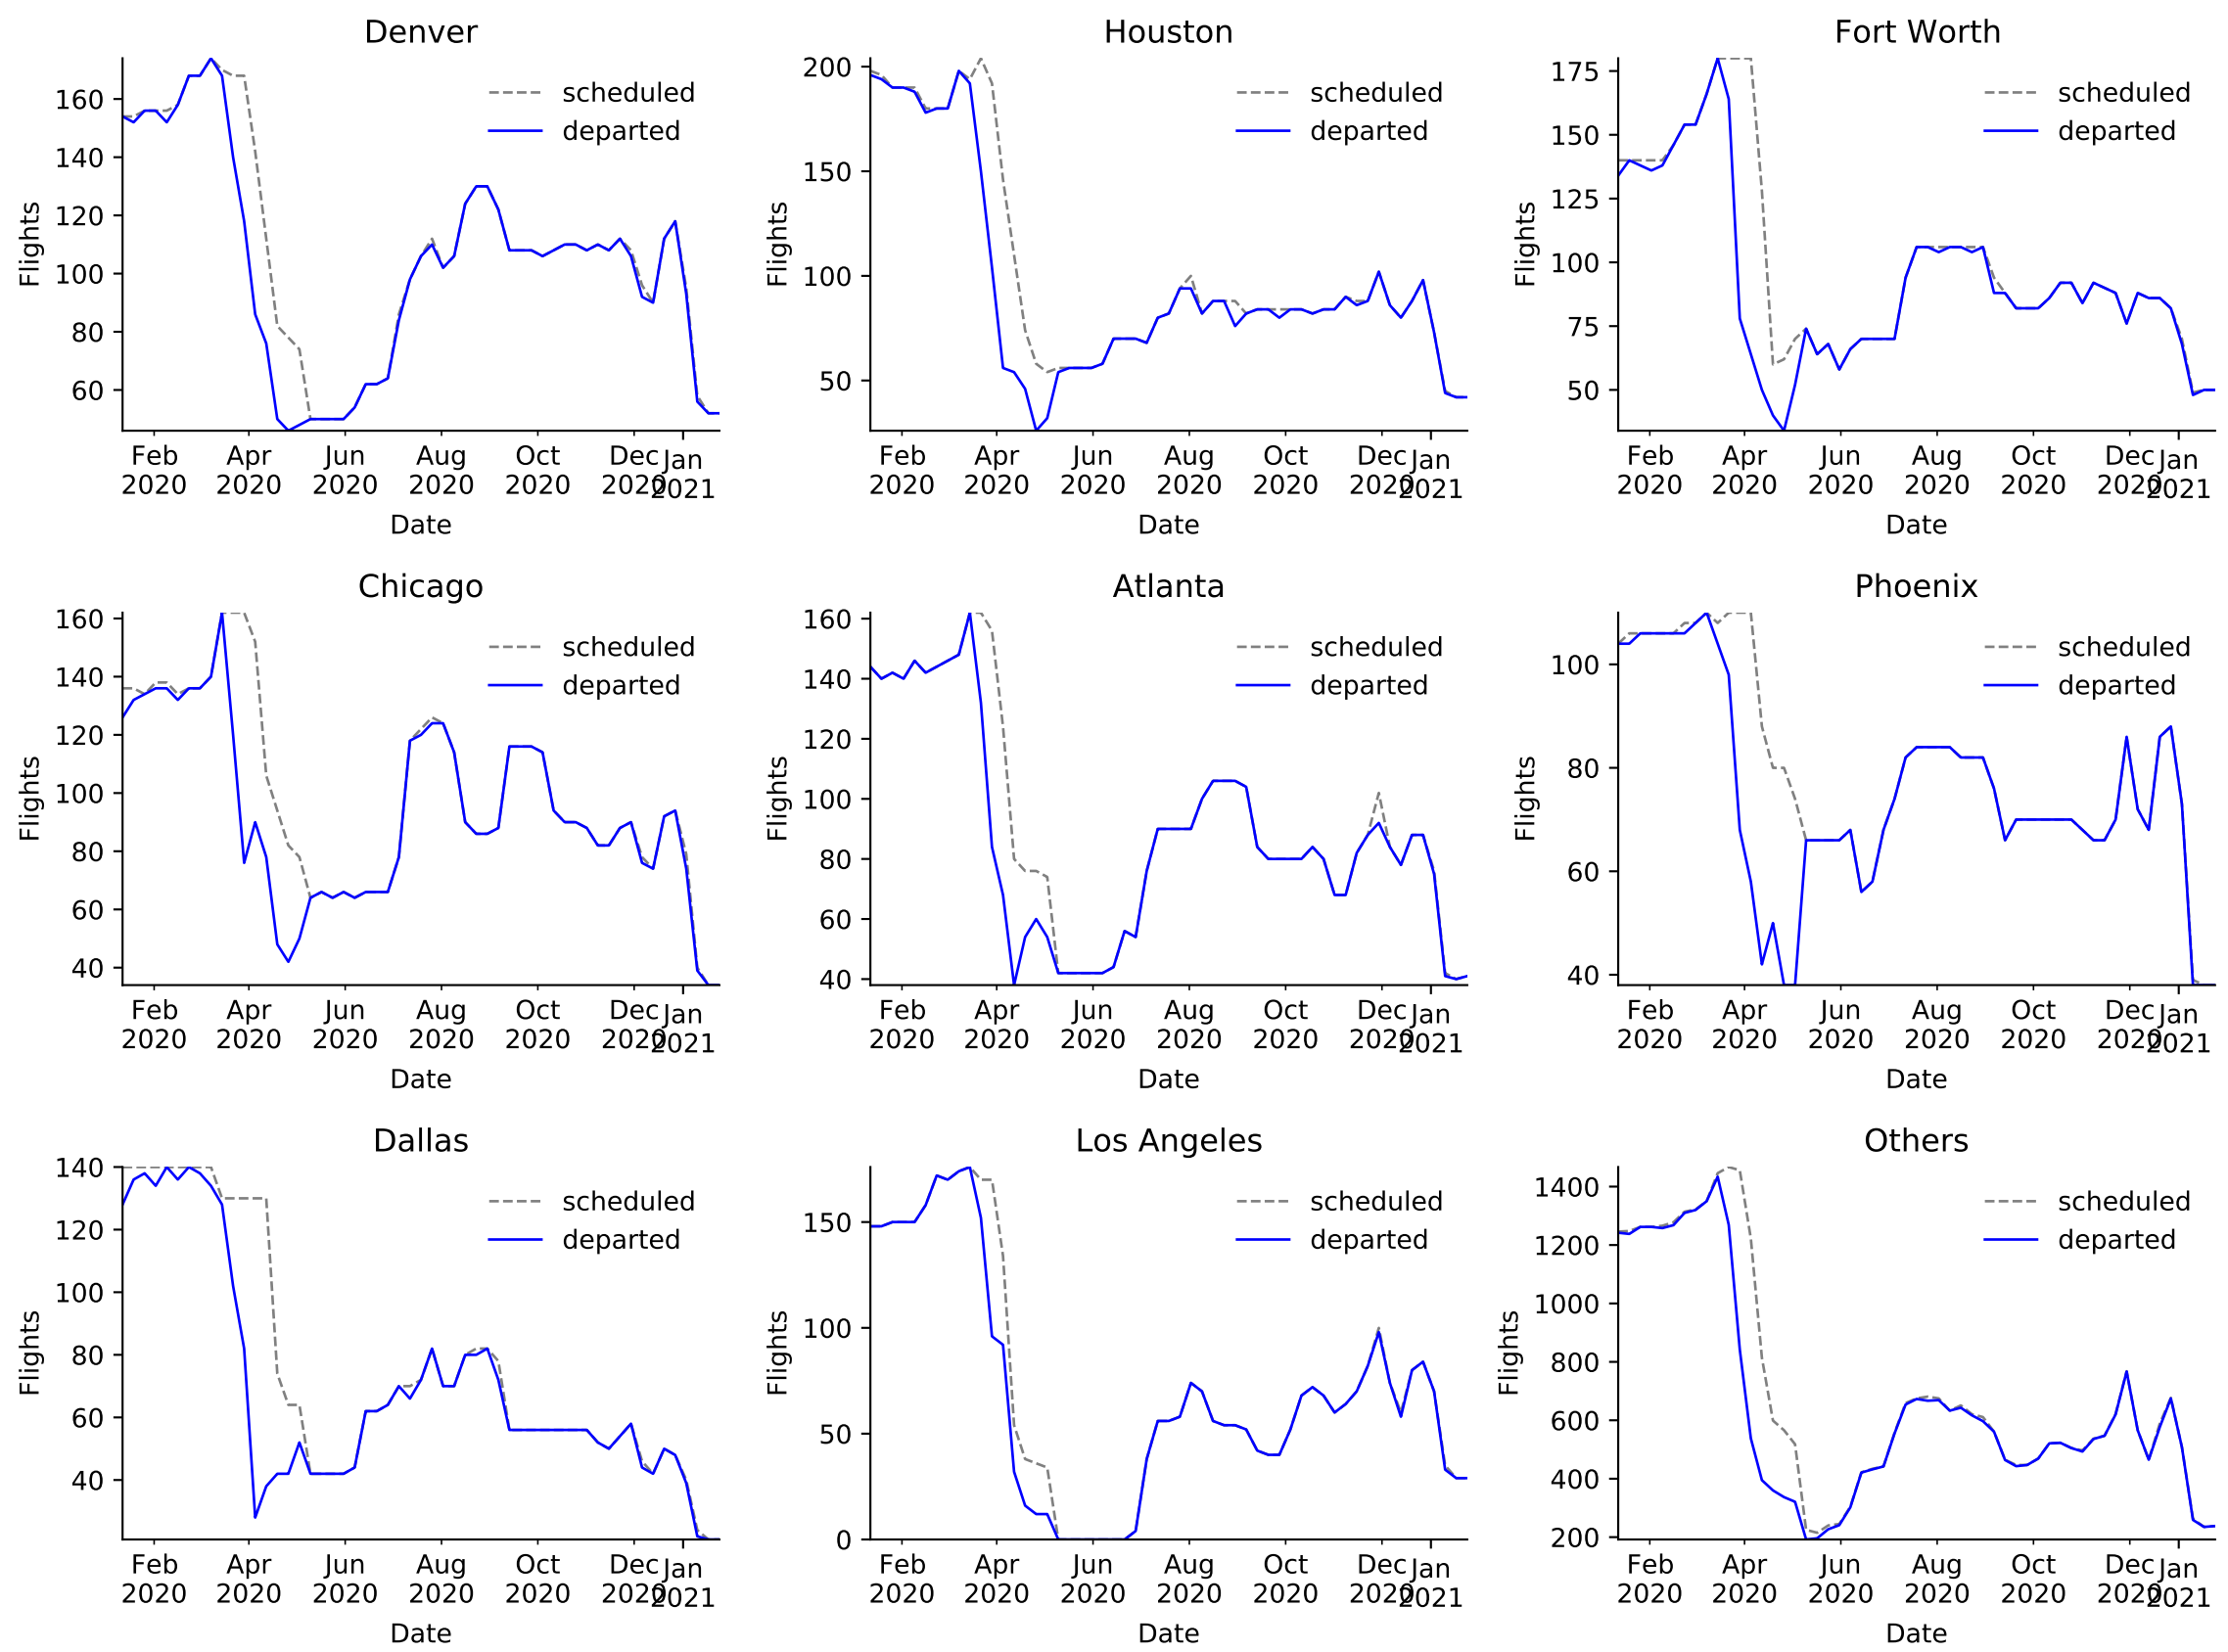 Denver
Flights
160
140
120
100
80
60
scheduled
departed
Feb 2020
Apr 2020
Jun 2020
Aug 2020
Oct 2020
Dec 2020
Jan 2021
Date
Houston
Flights
200
150
100
50
scheduled
departed
Feb 2020
Apr 2020
Jun 2020
Aug 2020
Oct 2020
Dec 2020
Jan 2021
Date
Fort Worth
Flights
175
150
125
100
75
50
scheduled
departed
Feb 2020
Apr 2020
Jun 2020
Aug 2020
Oct 2020
Dec 2020
Jan 2021
Date
Chicago
Flights
160
140
120
100
80
60
40
scheduled
departed
Feb 2020
Apr 2020
Jun 2020
Aug 2020
Oct 2020
Dec 2020
Jan 2021
Date
Atlanta
Flights
160
140
120
100
80
60
40
scheduled
departed
Feb 2020
Apr 2020
Jun 2020
Aug 2020
Oct 2020
Dec 2020
Jan 2021
Date
Phoenix
Flights
100
80
60
40
scheduled
departed
Feb 2020
Apr 2020
Jun 2020
Aug 2020
Oct 2020
Dec 2020
Jan 2021
Date
Dallas
Flights
140
120
100
80
60
40
scheduled
departed
Feb 2020
Apr 2020
Jun 2020
Aug 2020
Oct 2020
Dec 2020
Jan 2021
Date
Los Angeles
Flights
150
100
50
0
scheduled
departed
Feb 2020
Apr 2020
Jun 2020
Aug 2020
Oct 2020
Dec 2020
Jan 2021
Date
Others
Flights
1400
1200
1000
800
600
400
200
scheduled
departed
Feb 2020
Apr 2020
Jun 2020
Aug 2020
Oct 2020
Dec 2020
Jan 2021
Date